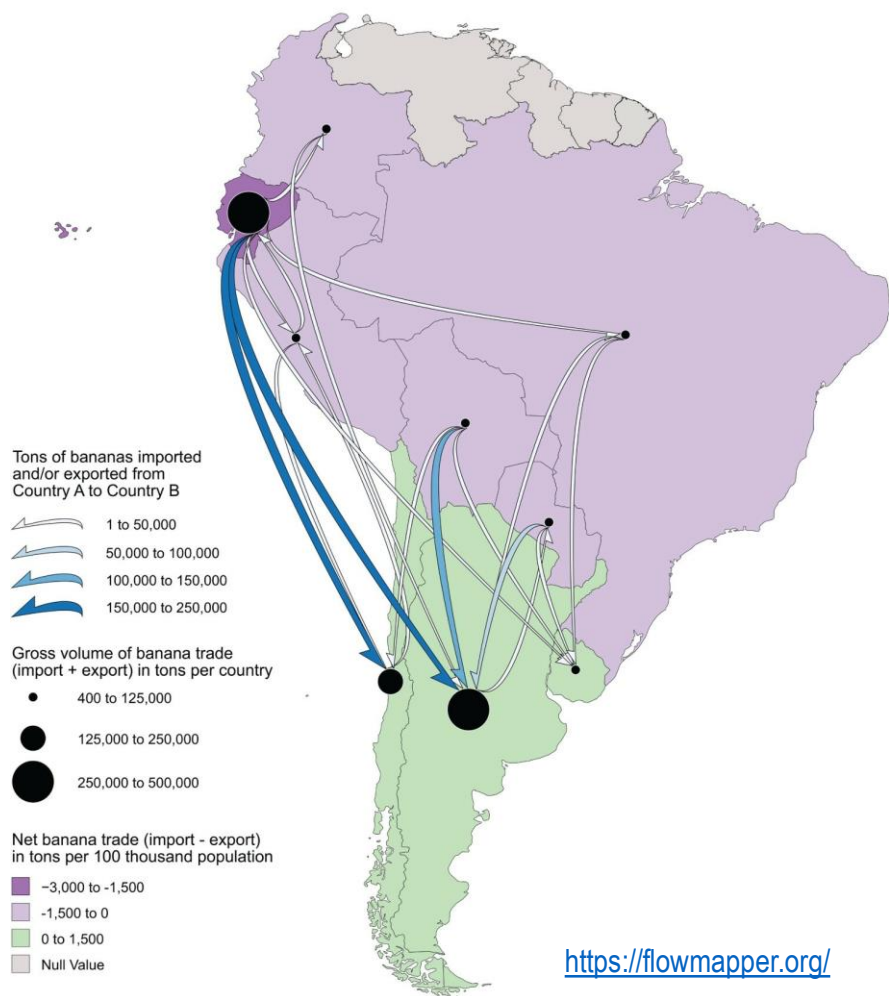 Tons of bananas imported
and/or exported from
Country A to Country B
1 to 50,000
50,000 to 100,000
100,000 to 150,000
150,000 to 250,000
Gross volume of banana trade
(import + export) in tons per country
400 to 125,000
125,000 to 250,000
250,000 to 500,000
Net banana trade (import - export)
in tons per 100 thousand population
−3,000 to -1,500
-1,500 to 0
0 to 1,500
Null Value
https://flowmapper.org/